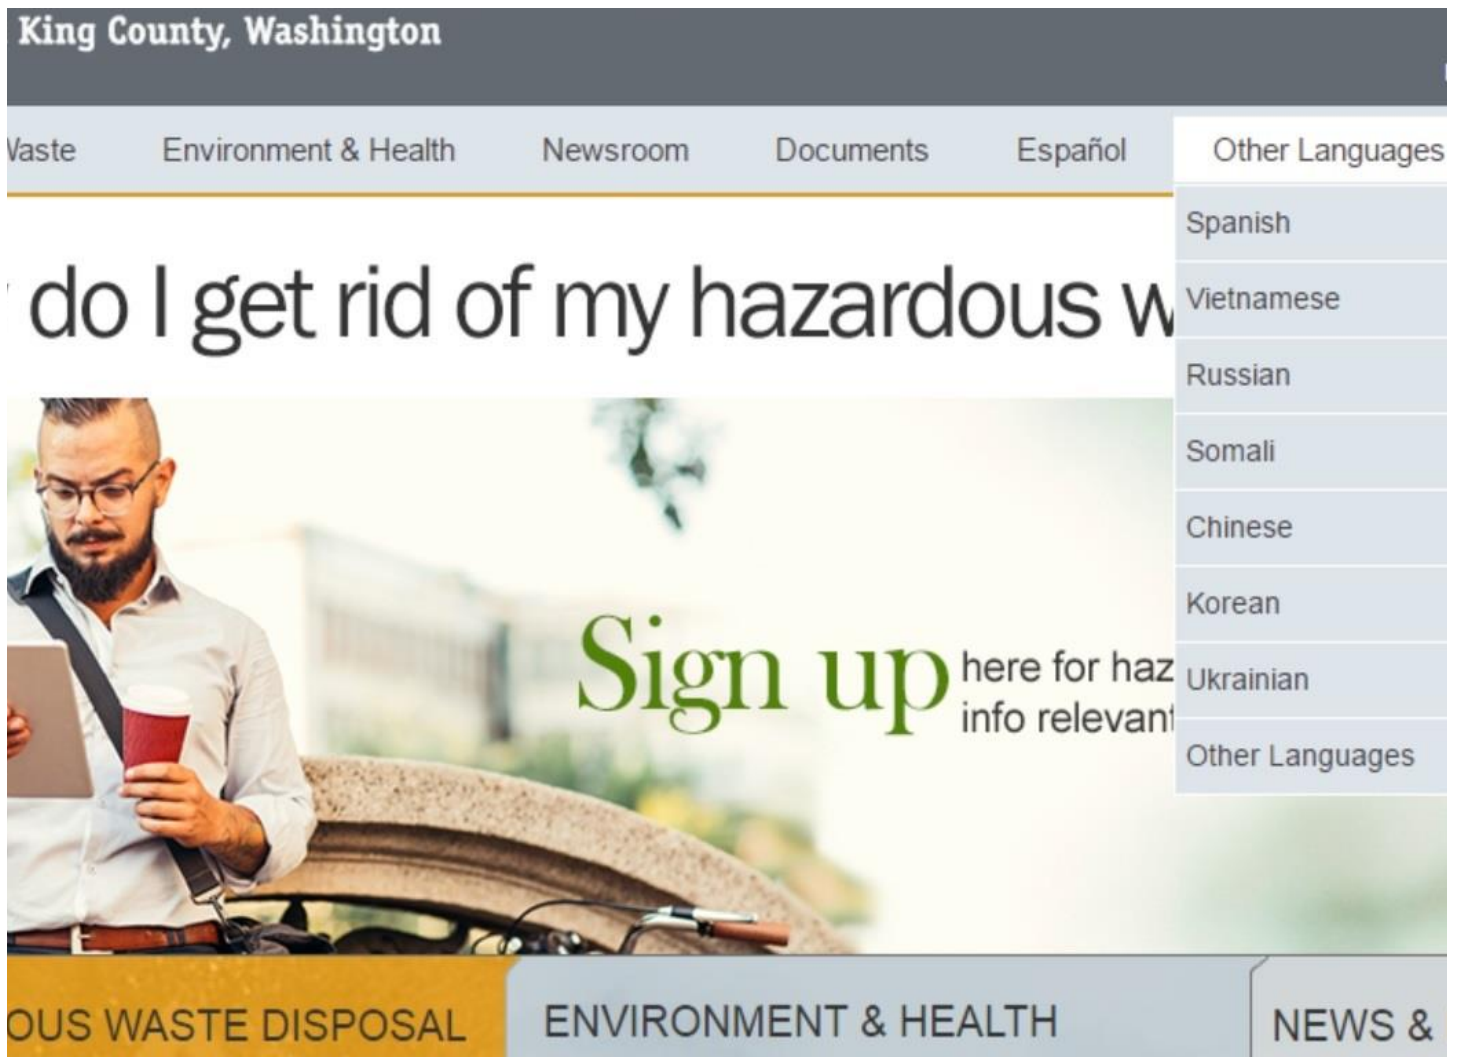 King County, Washington
Environment & Health Newsroom Documents Español Other Languages
Spanish
do I get rid of my hazardous w
Vietnamese
Russian
Somali
Chinese
Korean
Sign up here for haz
info relevant
Ukrainian
Other Languages
OUS WASTE DISPOSAL
ENVIRONMENT & HEALTH
NEWS &